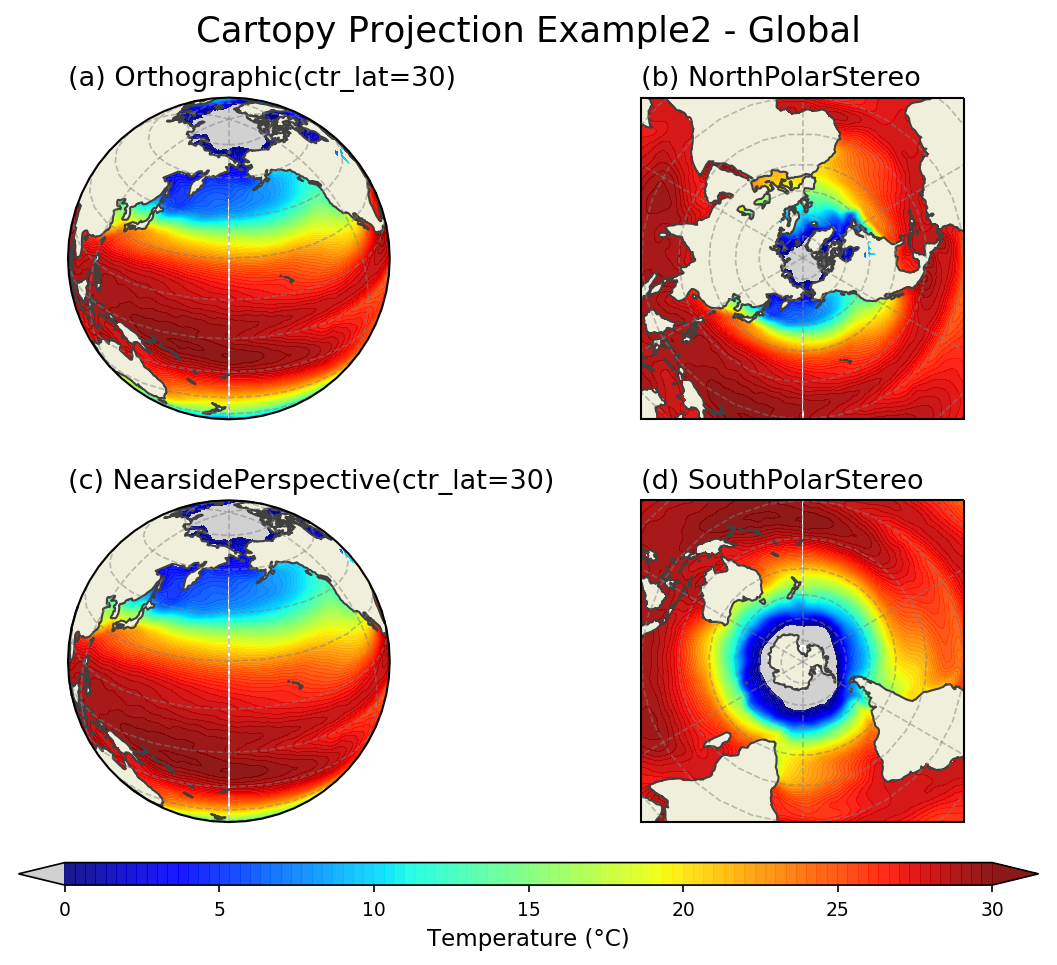 Cartopy Projection Example2 - Global
(a) Orthographic(ctr_lat=30)
(b) NorthPolarStereo
(c) NearsidePerspective(ctr_lat=30)
(d) SouthPolarStereo
0 5 10 15 20 25 30
Temperature (°C)